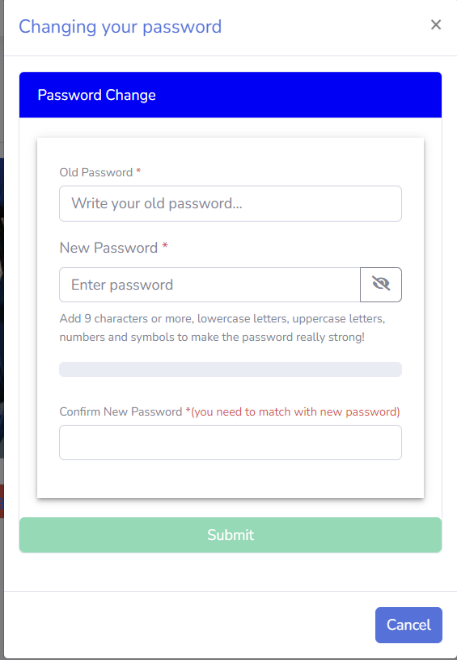 Changing your password
×
Password Change
Old Password *
Write your old password...
New Password *
Enter password
Add 9 characters or more, lowercase letters, uppercase letters,
numbers and symbols to make the password really strong!
Confirm New Password *(you need to match with new password)
Submit
Cancel